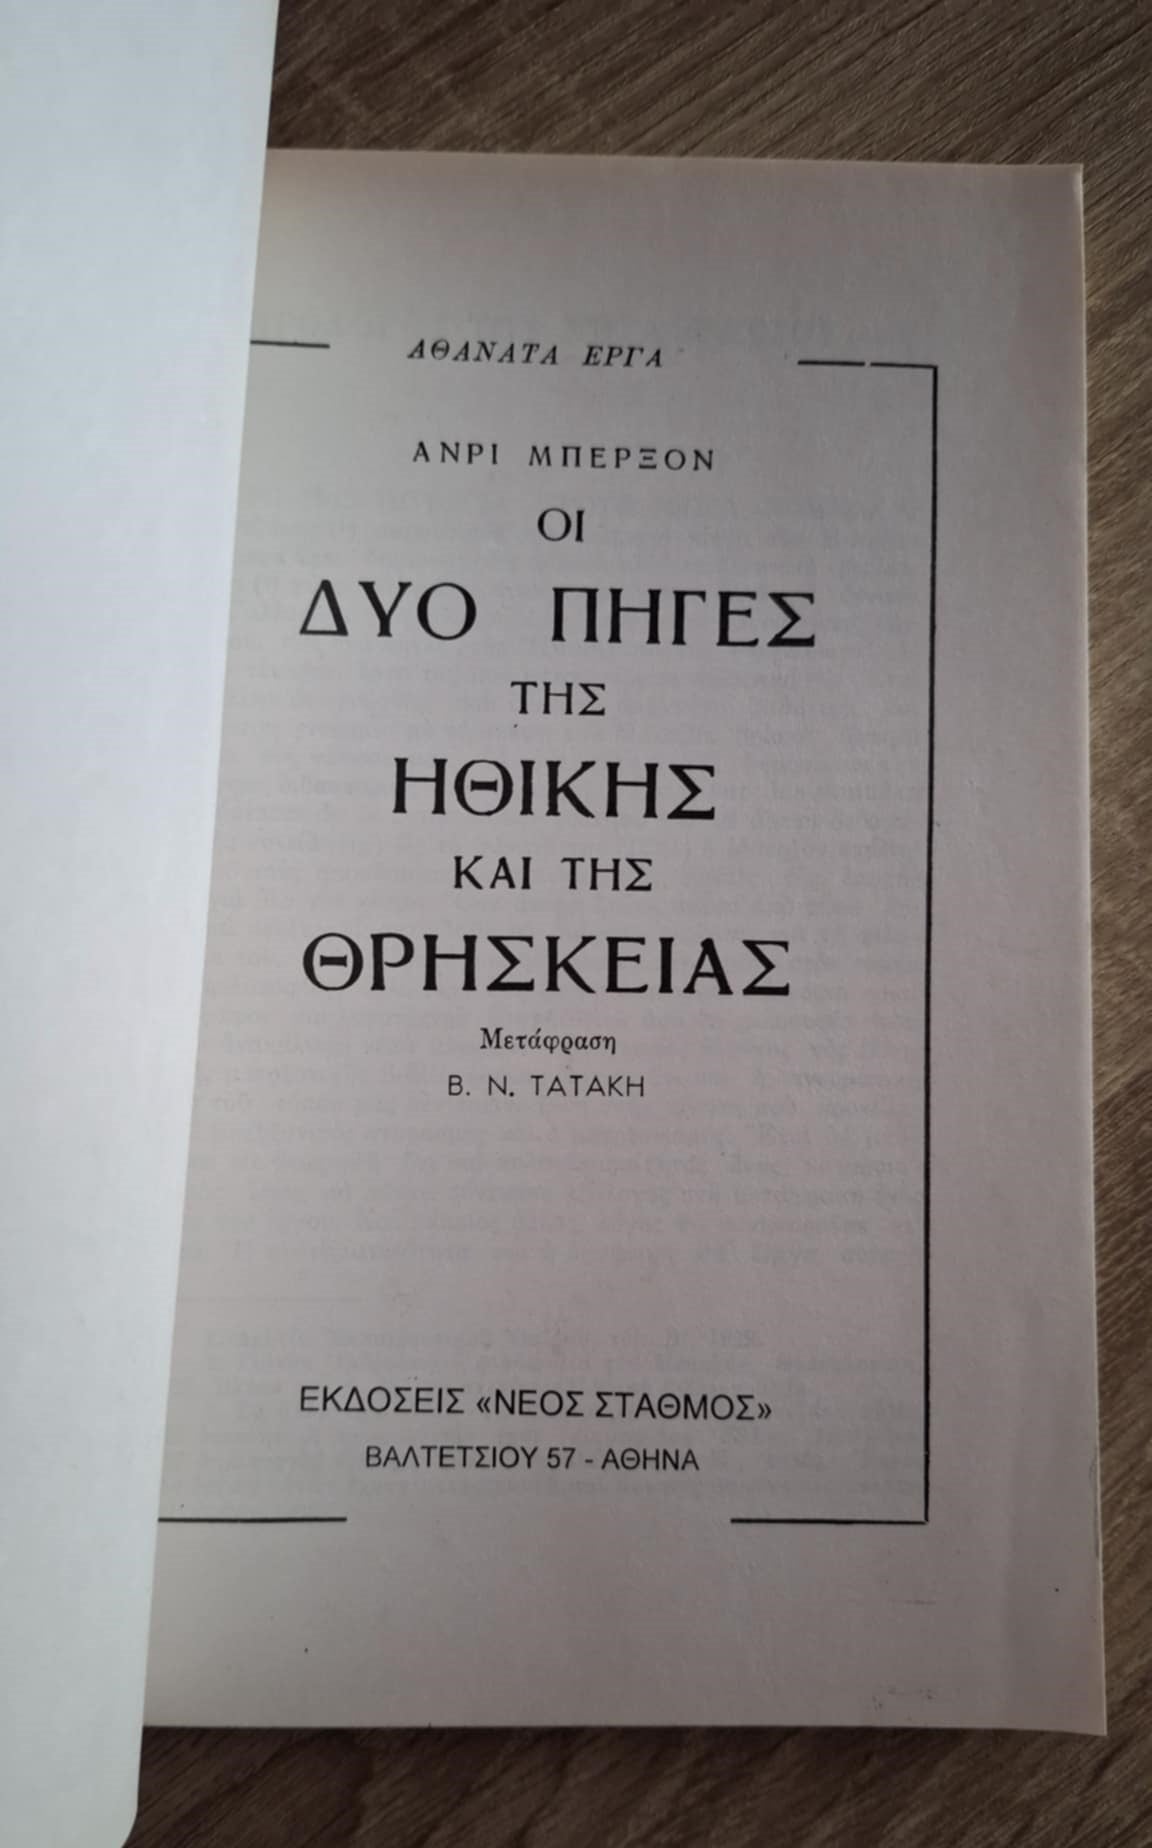 ΑΘΑΝΑΤΑ ΕΡΓΑ
ΑΝΡΙ ΜΠΕΡΞΟΝ
ΟΙ
ΔΥΟ ΠΗΓΕΣ
ΤΗΣ
ΗΘΙΚΗΣ
ΚΑΙ ΤΗΣ
ΘΡΗΣΚΕΙΑΣ
Μετάφραση
Β. Ν. ΤΑΤΑΚΗ
ΕΚΔΟΣΕΙΣ «ΝΕΟΣ ΣΤΑΘΜΟΣ»
ΒΑΛΤΕΤΣΙΟΥ 57 - ΑΘΗΝΑ